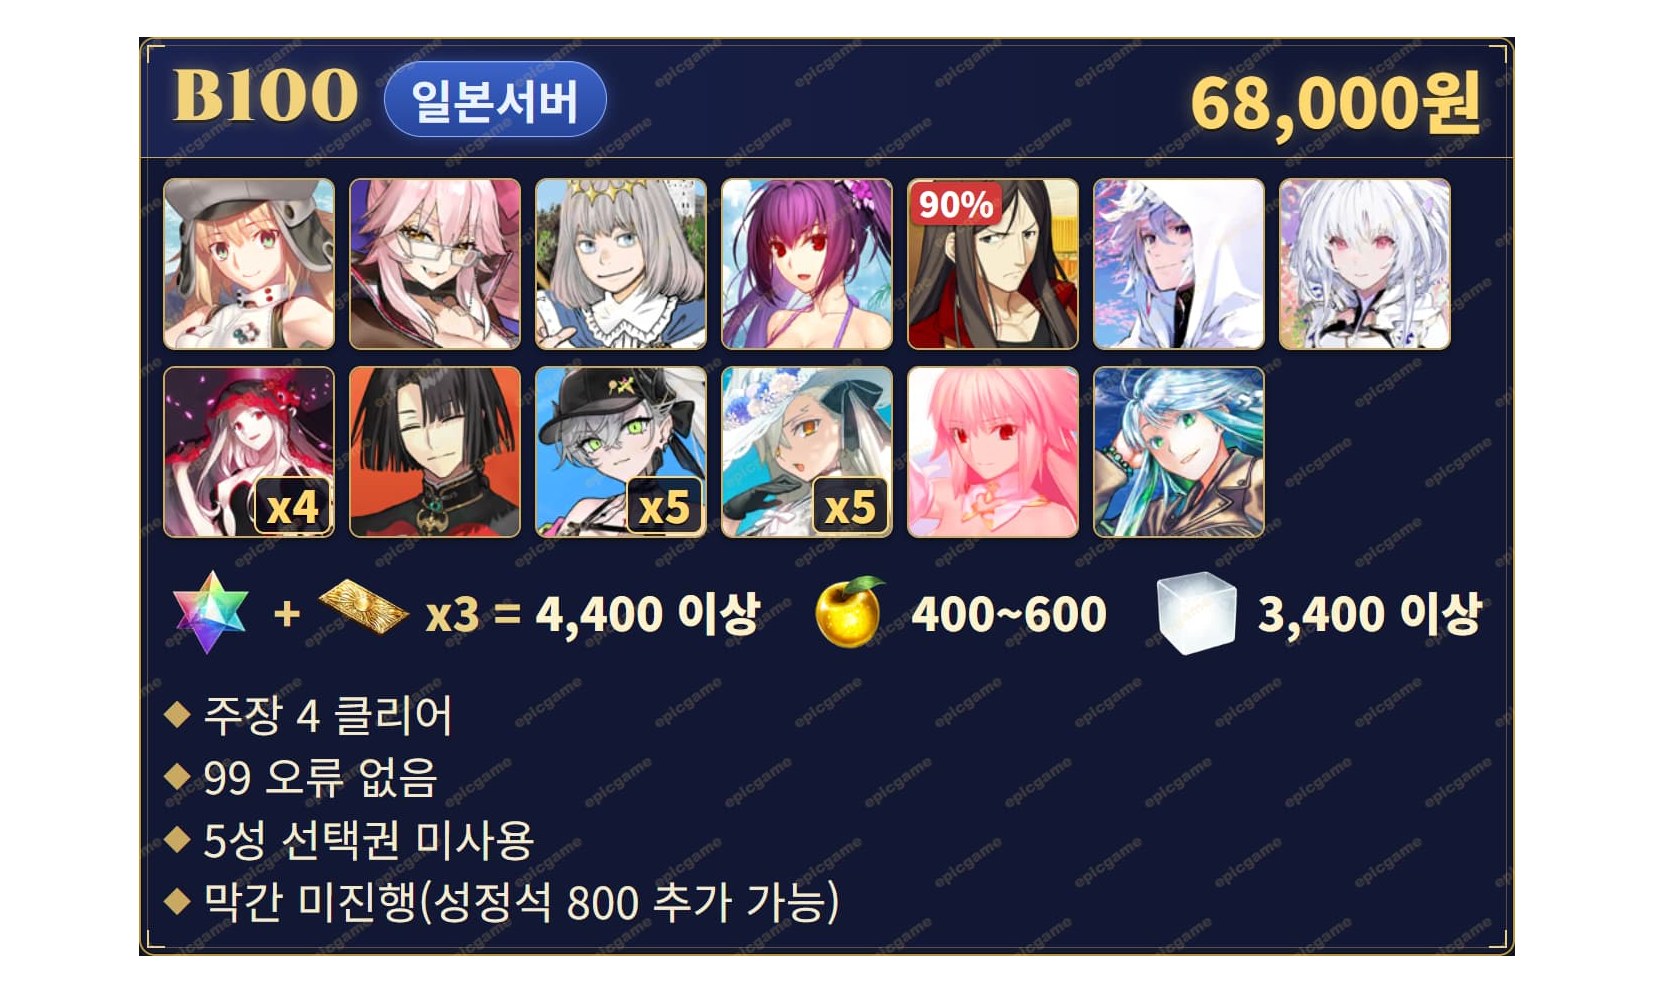 B100 일본서버 68,000원
90%
x4 x5 x5
+ x3 = 4,400 이상 400~600 3,400 이상
주장 4 클리어
99 오류 없음
5성 선택권 미사용
막간 미진행(성정석 800 추가 가능)
epicgame